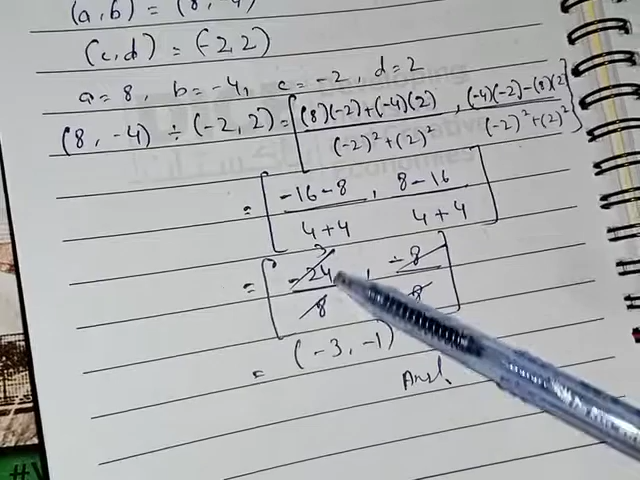 (a,b) = (8, -4)
(c,d) = (-2,2)
a=8, b=-4, c=-2, d=2
(8, -4) ÷ (-2,2) = [(8)(-2)+(-4)(2) / (-2)²+(2)², (-4)(-2)-(8)(2) / (-2)²+(2)²]
= [-16-8 / 4+4, 8-16 / 4+4]
3
= [-24 / 8, -8 / 8]
= (-3, -1)
Ans.